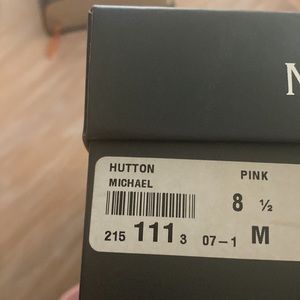 N
HUTTON PINK
MICHAEL
8 ½
215 111 3 07-1 M